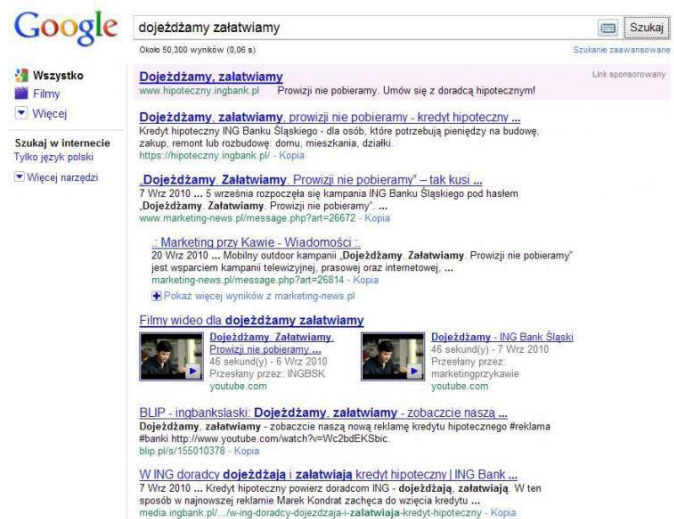 Google
dojeżdżamy załatwiamy
Szukaj
Około 50,300 wyników (0,06 s)
Szukanie zaawansowane
Wszystko
Filmy
Więcej
Szukaj w internecie
Tylko język polski
Więcej narzędzi
Dojeżdżamy, załatwiamy
Link sponsorowany
www.hipoteczny.ingbank.pl Prowizji nie pobieramy. Umów się z doradcą hipotecznym!
Dojeżdżamy, załatwiamy, prowizji nie pobieramy - kredyt hipoteczny ...
Kredyt hipoteczny ING Banku Śląskiego - dla osób, które potrzebują pieniędzy na budowę,
zakup, remont lub rozbudowę: domu, mieszkania, działki.
https://hipoteczny.ingbank.pl/ - Kopia
„Dojeżdżamy. Załatwiamy. Prowizji nie pobieramy” – tak kusi ...
7 Wrz 2010 ... 5 września rozpoczęła się kampania ING Banku Śląskiego pod hasłem
„Dojeżdżamy. Załatwiamy. Prowizji nie pobieramy”. ...
www.marketing-news.pl/message.php?art=26672 - Kopia
.: Marketing przy Kawie - Wiadomości :.
20 Wrz 2010 ... Mobilny outdoor kampanii „Dojeżdżamy. Załatwiamy. Prowizji nie pobieramy”
jest wsparciem kampanii telewizyjnej, prasowej oraz internetowej, ...
marketing-news.pl/message.php?art=26814 - Kopia
Pokaż więcej wyników z marketing-news.pl
Filmy wideo dla dojeżdżamy załatwiamy
Dojeżdżamy. Załatwiamy.
Prowizji nie pobieramy ...
46 sekund(y) - 6 Wrz 2010
Przesłany przez: INGBSK
youtube.com
Dojeżdżamy - ING Bank Śląski
46 sekund(y) - 7 Wrz 2010
Przesłany przez:
marketingprzykawie
youtube.com
BLIP - ingbankslaski: Dojeżdżamy, załatwiamy - zobaczcie naszą ...
Dojeżdżamy, załatwiamy - zobaczcie naszą nową reklamę kredytu hipotecznego #reklama
#banki http://www.youtube.com/watch?v=Wc2bdEKSbic.
blip.pl/s/155010378 - Kopia
W ING doradcy dojeżdżają i załatwiają kredyt hipoteczny | ING Bank ...
7 Wrz 2010 ... Kredyt hipoteczny powierz doradcom ING - dojeżdżają, załatwiają. W ten
sposób w najnowszej reklamie Marek Kondrat zachęca do wzięcia kredytu ...
media.ingbank.pl/.../w-ing-doradcy-dojezdzaja-i-zalatwiaja-kredyt-hipoteczny - Kopia